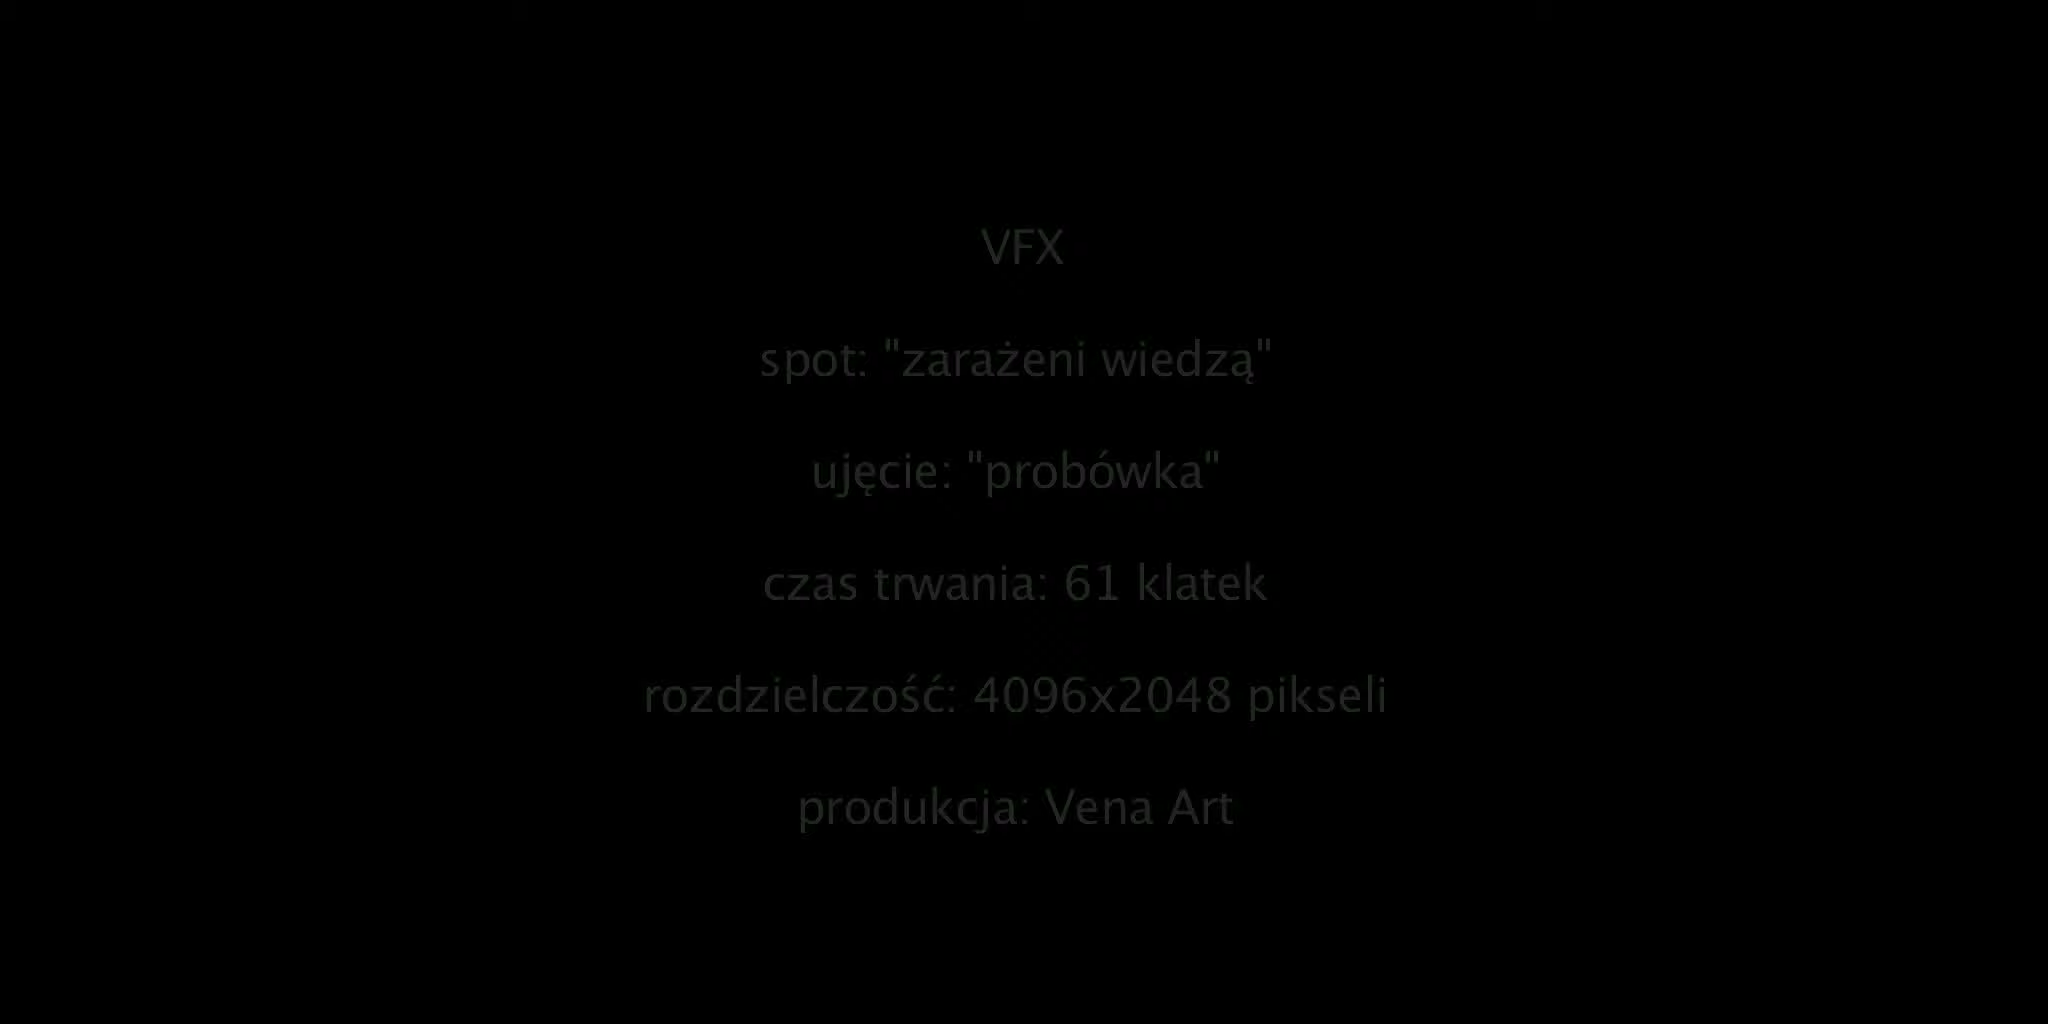 VFX
spot: "zarażeni wiedzą"
ujęcie: "probówka"
czas trwania: 61 klatek
rozdzielczość: 4096x2048 pikseli
produkcja: Vena Art